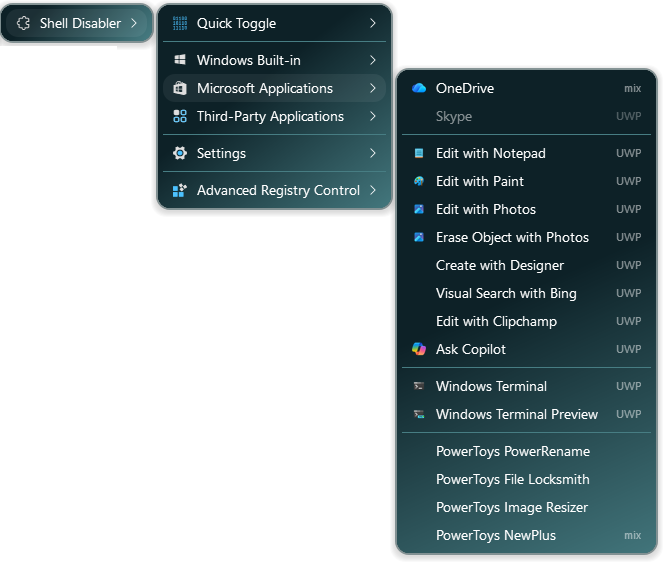 Shell Disabler
Quick Toggle
Windows Built-in
Microsoft Applications
Third-Party Applications
Settings
Advanced Registry Control
OneDrive mix
Skype UWP
Edit with Notepad UWP
Edit with Paint UWP
Edit with Photos UWP
Erase Object with Photos UWP
Create with Designer UWP
Visual Search with Bing UWP
Edit with Clipchamp UWP
Ask Copilot UWP
Windows Terminal UWP
Windows Terminal Preview UWP
PowerToys PowerRename
PowerToys File Locksmith
PowerToys Image Resizer
PowerToys NewPlus mix